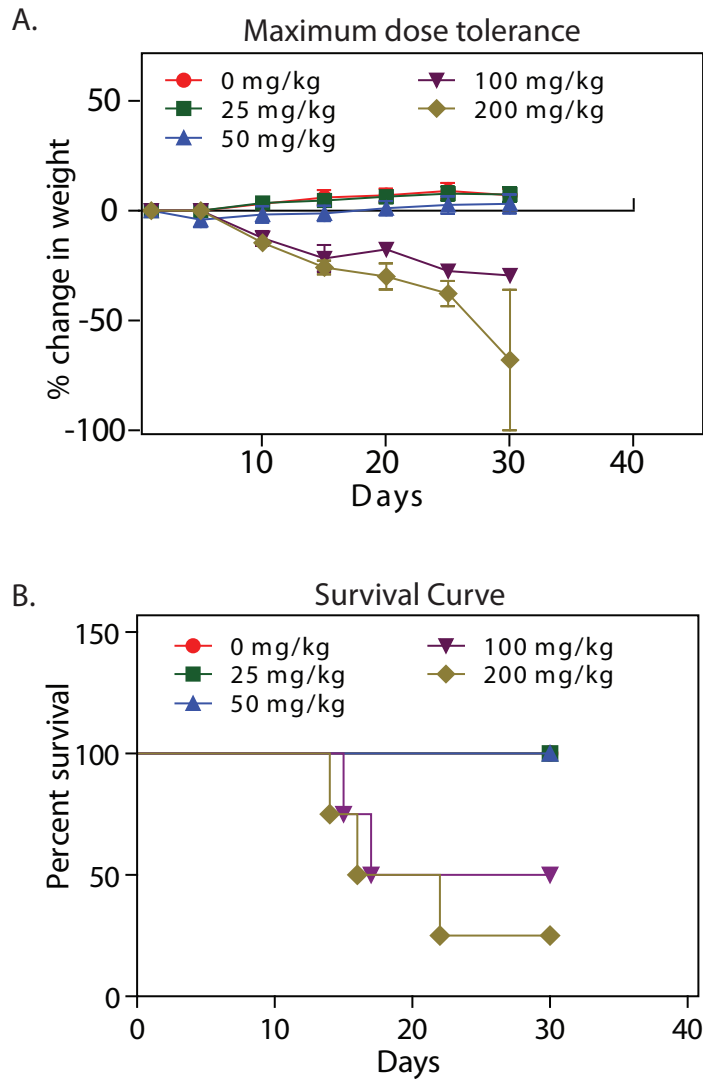 A.
Maximum dose tolerance
0 mg/kg
25 mg/kg
50 mg/kg
100 mg/kg
200 mg/kg
% change in weight
50
0
-50
-100
10
20
30
40
Days
B.
Survival Curve
0 mg/kg
25 mg/kg
50 mg/kg
100 mg/kg
200 mg/kg
Percent survival
150
100
50
0
0
10
20
30
40
Days